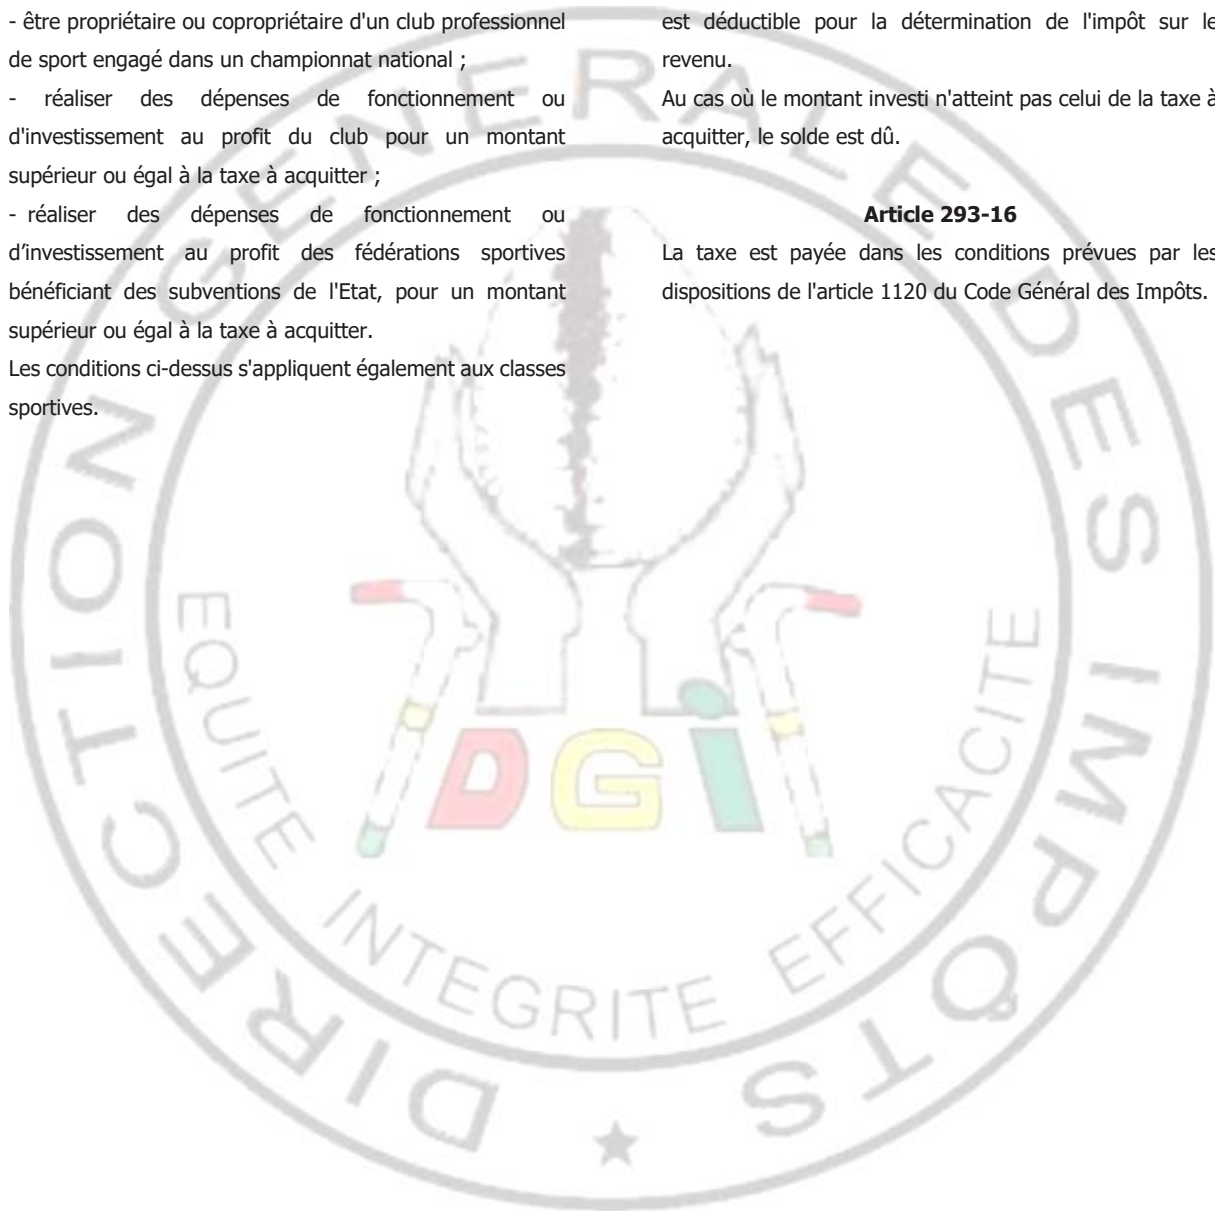 - être propriétaire ou copropriétaire d'un club professionnel
de sport engagé dans un championnat national ;
- réaliser des dépenses de fonctionnement ou
d'investissement au profit du club pour un montant
supérieur ou égal à la taxe à acquitter ;
- réaliser des dépenses de fonctionnement ou
d’investissement au profit des fédérations sportives
bénéficiant des subventions de l'Etat, pour un montant
supérieur ou égal à la taxe à acquitter.
Les conditions ci-dessus s'appliquent également aux classes
sportives.
est déductible pour la détermination de l'impôt sur le
revenu.
Au cas où le montant investi n'atteint pas celui de la taxe à
acquitter, le solde est dû.
Article 293-16
La taxe est payée dans les conditions prévues par les
dispositions de l'article 1120 du Code Général des Impôts.
DIRECTION GENERALE DES IMPÔTS
EQUITE INTEGRITE EFFICACITE
DGI